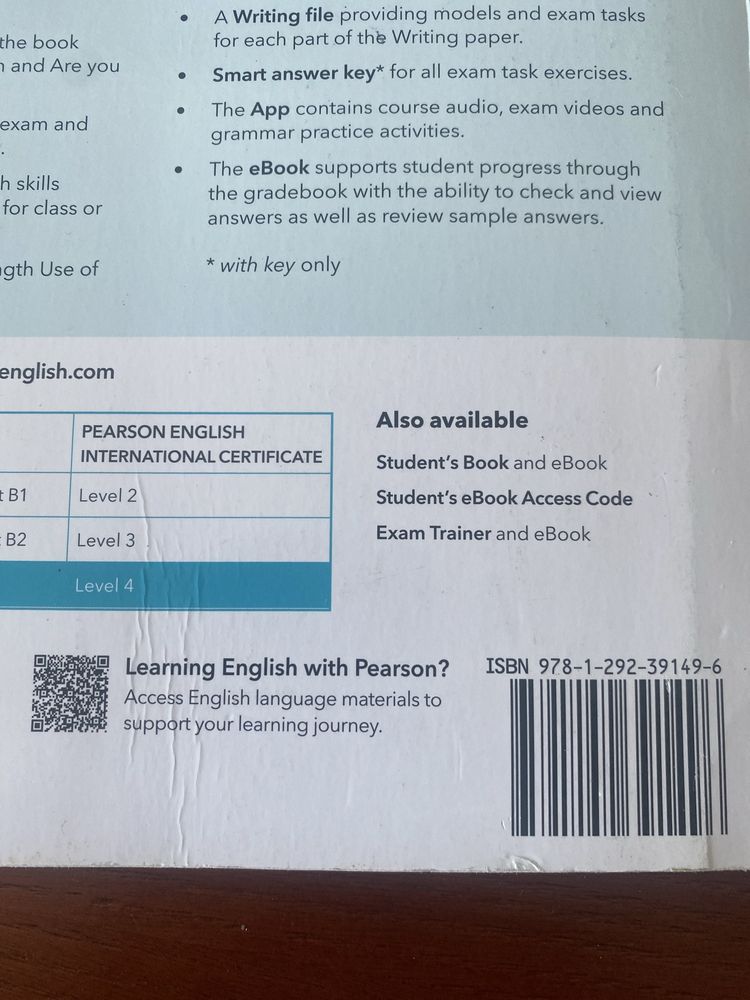 the book
and Are you
exam and
.
skills
for class or
Use of
english.com
• A Writing file providing models and exam tasks
for each part of the Writing paper.
• Smart answer key* for all exam task exercises.
• The App contains course audio, exam videos and
grammar practice activities.
• The eBook supports student progress through
the gradebook with the ability to check and view
answers as well as review sample answers.
* with key only
PEARSON ENGLISH
INTERNATIONAL CERTIFICATE
B1 Level 2
B2 Level 3
Level 4
Also available
Student's Book and eBook
Student's eBook Access Code
Exam Trainer and eBook
Learning English with Pearson?
Access English language materials to
support your learning journey.
ISBN 978-1-292-39149-6